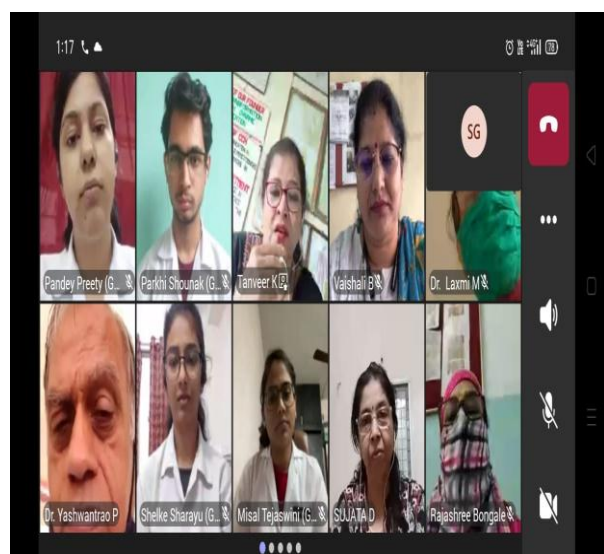 1:17
78
SG
Pandey Preety (G...
Parkhi Shounak (G...
Tanveer K
Vaishali B
Dr. Laxmi M
Dr. Yashwantrao P
Shelke Sharayu (G...
Misal Tejaswini (G...
SUJATA D
Rajashree Bongale